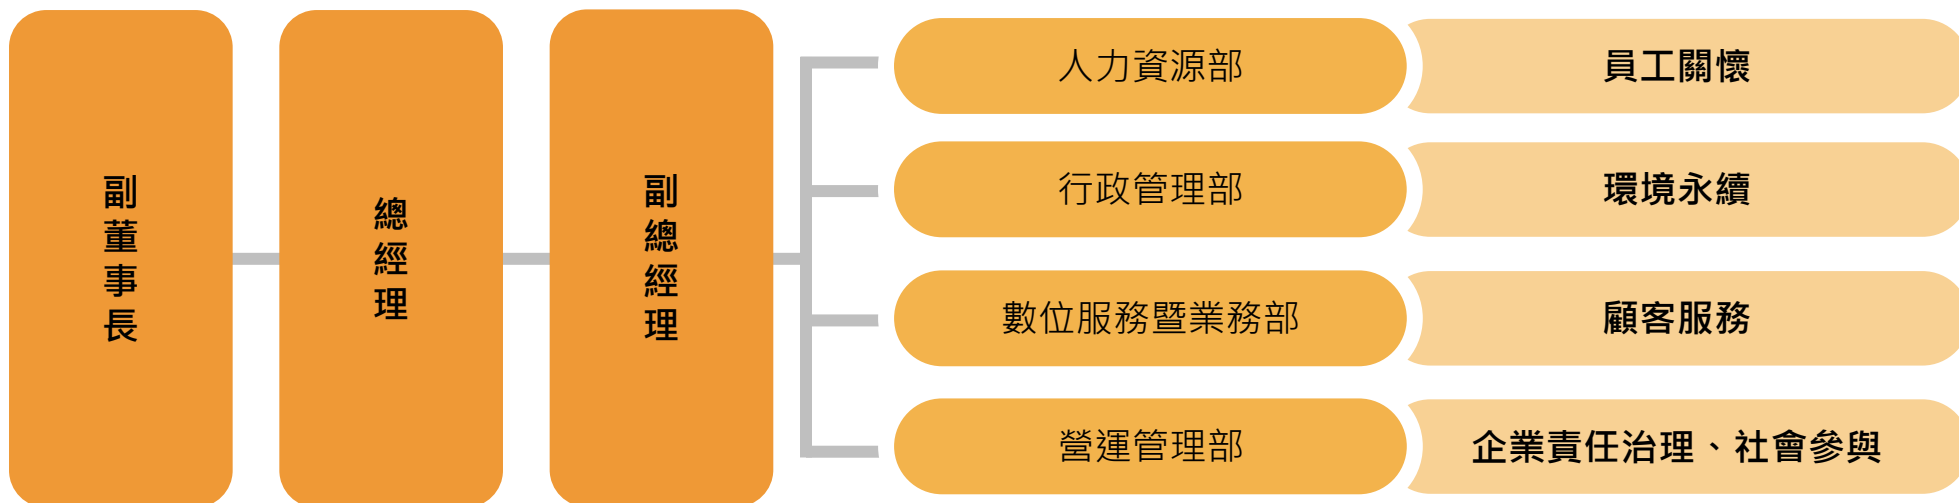 副董事長
總經理
副總經理
人力資源部
員工關懷
行政管理部
環境永續
數位服務暨業務部
顧客服務
營運管理部
企業責任治理、社會參與